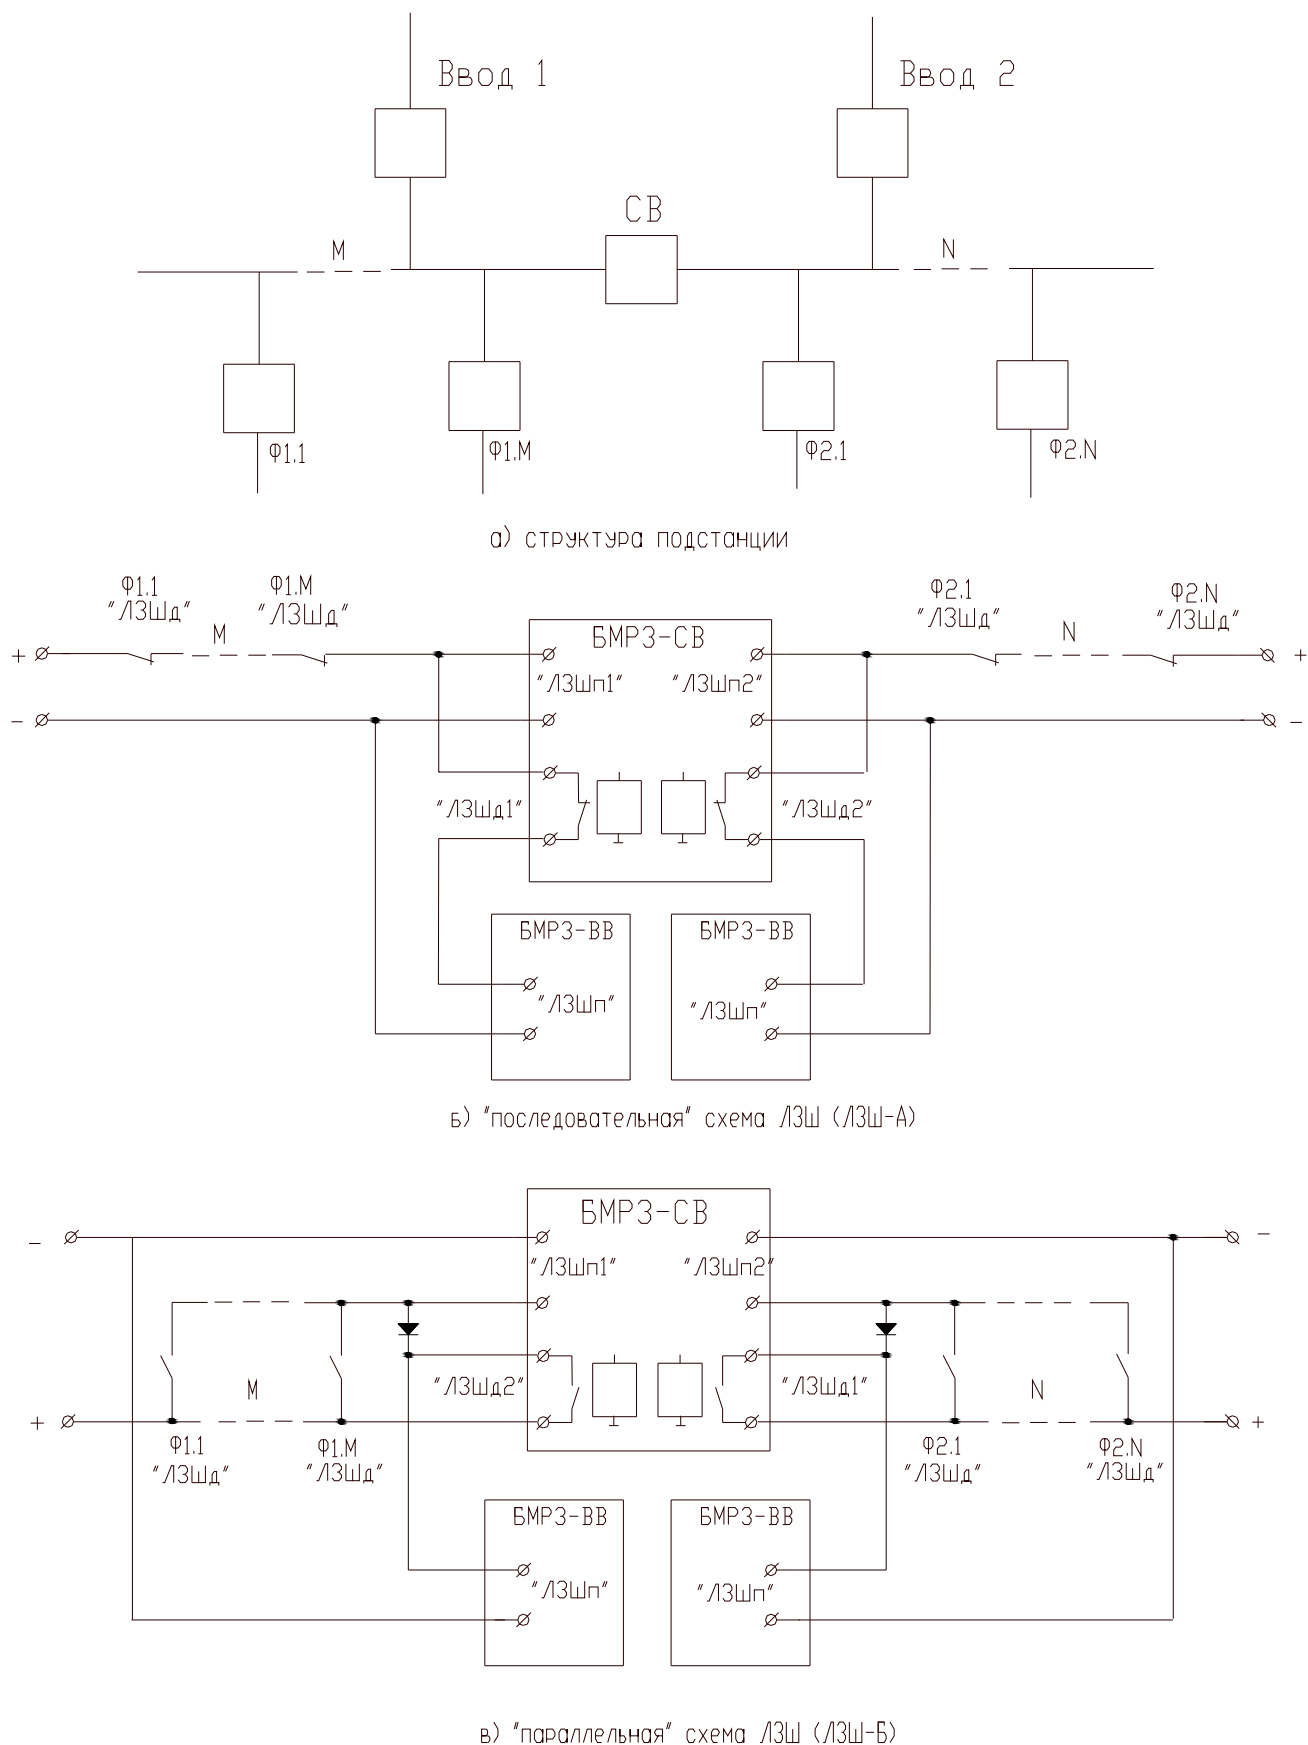 Ввод 1
Ввод 2
СВ
М
N
Ф1.1
Ф1.М
Ф2.1
Ф2.N
а) структура подстанции
Ф1.1
"ЛЗШд"
М
Ф1.М
"ЛЗШд"
Ф2.1
"ЛЗШд"
N
Ф2.N
"ЛЗШд"
+
-
+
-
БМРЗ-СВ
"ЛЗШп1"
"ЛЗШп2"
"ЛЗШд1"
"ЛЗШд2"
БМРЗ-ВВ
"ЛЗШп"
БМРЗ-ВВ
"ЛЗШп"
б) "последовательная" схема ЛЗШ (ЛЗШ-А)
-
-
БМРЗ-СВ
"ЛЗШп1"
"ЛЗШп2"
"ЛЗШд2"
"ЛЗШд1"
М
N
+
+
Ф1.1
"ЛЗШд"
Ф1.М
"ЛЗШд"
Ф2.1
"ЛЗШд"
Ф2.N
"ЛЗШд"
БМРЗ-ВВ
"ЛЗШп"
БМРЗ-ВВ
"ЛЗШп"
в) "параллельная" схема ЛЗШ (ЛЗШ-Б)